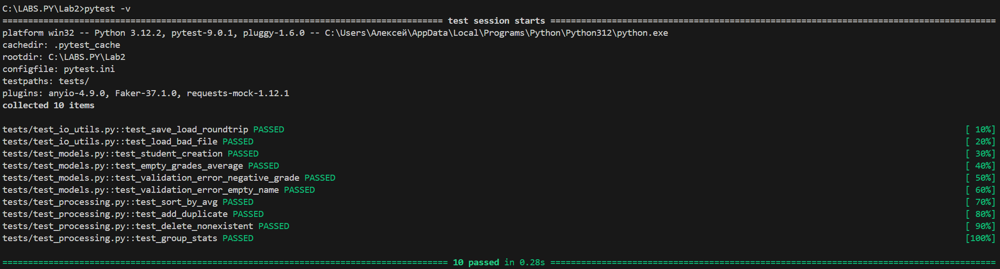 C:\LABS.PY\Lab2>pytest -v
====================================================================================== test session starts =======================================================================================
platform win32 -- Python 3.12.2, pytest-9.0.1, pluggy-1.6.0 -- C:\Users\Алексей\AppData\Local\Programs\Python\Python312\python.exe
cachedir: .pytest_cache
rootdir: C:\LABS.PY\Lab2
configfile: pytest.ini
testpaths: tests/
plugins: anyio-4.9.0, Faker-37.1.0, requests-mock-1.12.1
collected 10 items
tests/test_io_utils.py::test_save_load_roundtrip PASSED [ 10%]
tests/test_io_utils.py::test_load_bad_file PASSED [ 20%]
tests/test_models.py::test_student_creation PASSED [ 30%]
tests/test_models.py::test_empty_grades_average PASSED [ 40%]
tests/test_models.py::test_validation_error_negative_grade PASSED [ 50%]
tests/test_models.py::test_validation_error_empty_name PASSED [ 60%]
tests/test_processing.py::test_sort_by_avg PASSED [ 70%]
tests/test_processing.py::test_add_duplicate PASSED [ 80%]
tests/test_processing.py::test_delete_nonexistent PASSED [ 90%]
tests/test_processing.py::test_group_stats PASSED [100%]
======================================================================================= 10 passed in 0.28s =======================================================================================